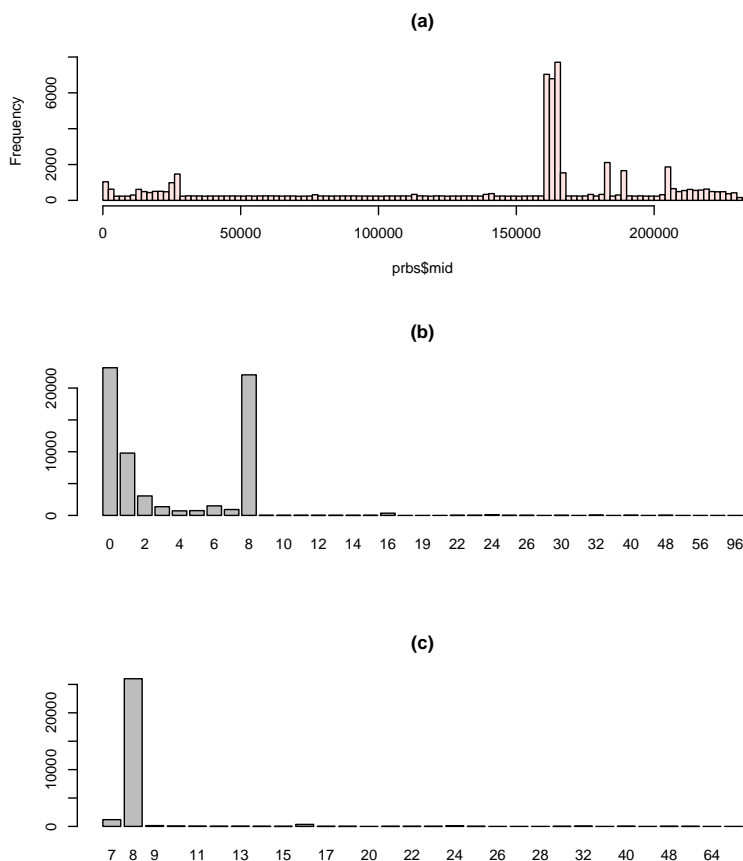 (a)
Frequency
0 2000 6000
0 50000 100000 150000 200000
prbs$mid
(b)
0 10000 20000
0 2 4 6 8 10 12 14 16 19 22 24 26 30 32 40 48 56 96
(c)
0 10000 20000
7 8 9 11 13 15 17 20 22 24 26 28 32 40 48 64